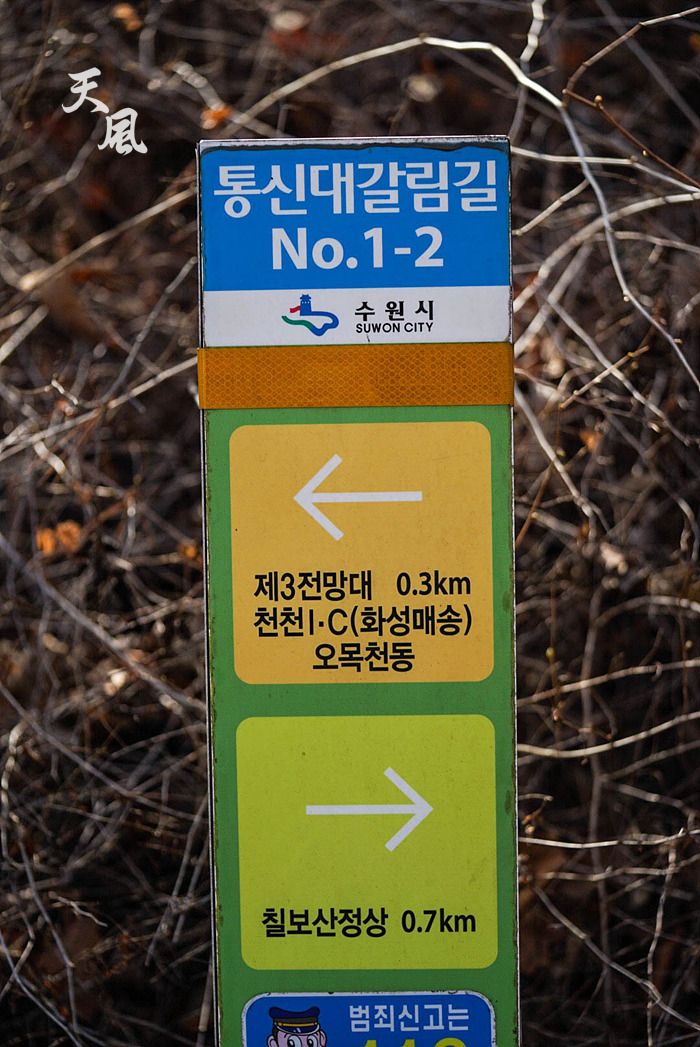 天
風
통신대갈림길
No.1-2
수원시
SUWON CITY
제3전망대 0.3km
천천I·C(화성매송)
오목천동
칠보산정상 0.7km
범죄신고는
112